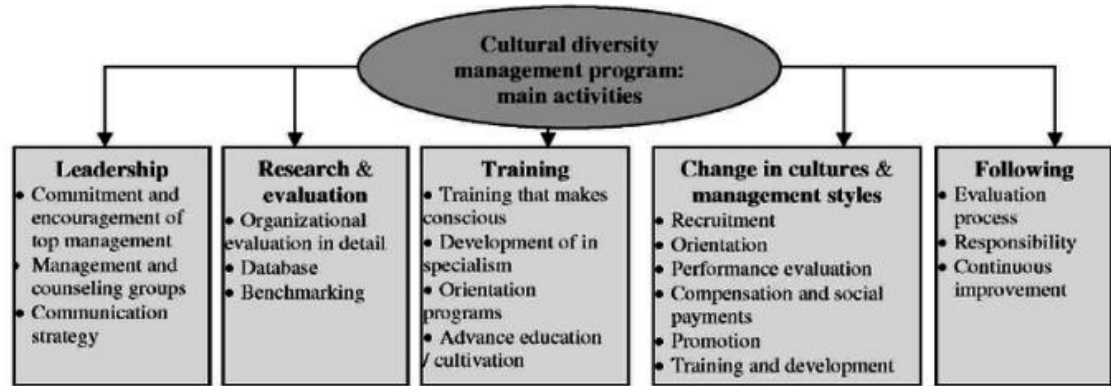 Cultural diversity
management program:
main activities
Leadership
• Commitment and
encouragement of
top management
• Management and
counseling groups
• Communication
strategy
Research &
evaluation
• Organizational
evaluation in detail
• Database
• Benchmarking
Training
• Training that makes
conscious
• Development of in
specialism
• Orientation
programs
• Advance education
/ cultivation
Change in cultures &
management styles
• Recruitment
• Orientation
• Performance evaluation
• Compensation and social
payments
• Promotion
• Training and development
Following
• Evaluation
process
• Responsibility
• Continuous
improvement